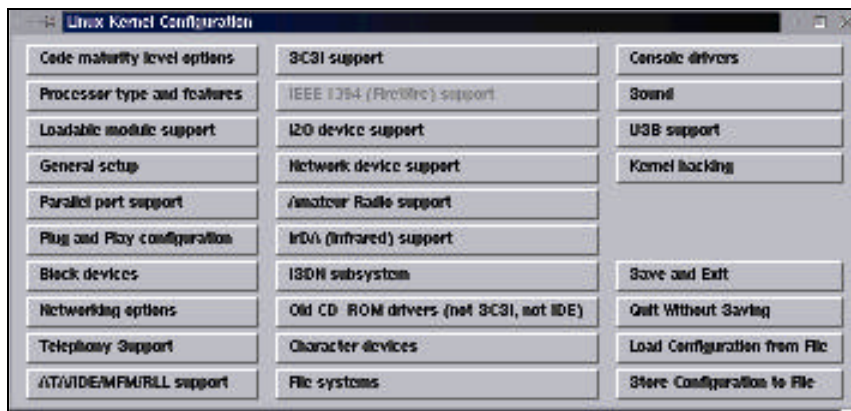 Linux Kernel Configuration
Code maturity level options
Processor type and features
Loadable module support
General setup
Parallel port support
Plug and Play configuration
Block devices
Networking options
Telephony Support
ATA/IDE/MFM/RLL support
SCSI support
IEEE 1394 (FireWire) support
I2O device support
Network device support
Amateur Radio support
IrDA (infrared) support
ISDN subsystem
Old CD-ROM drivers (not SCSI, not IDE)
Character devices
File systems
Console drivers
Sound
USB support
Kernel hacking
Save and Exit
Quit Without Saving
Load Configuration from File
Store Configuration to File